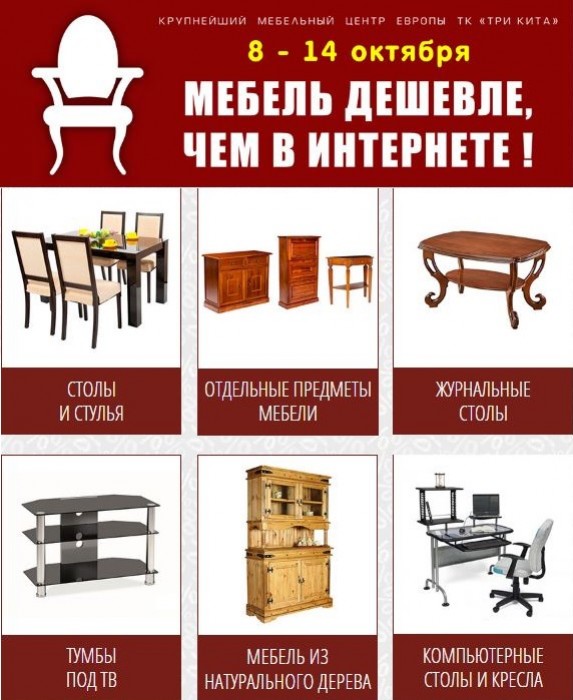 КРУПНЕЙШИЙ МЕБЕЛЬНЫЙ ЦЕНТР ЕВРОПЫ ТК «ТРИ КИТА»
8 - 14 октября
МЕБЕЛЬ ДЕШЕВЛЕ,
ЧЕМ В ИНТЕРНЕТЕ !
СТОЛЫ
И СТУЛЬЯ
ОТДЕЛЬНЫЕ ПРЕДМЕТЫ
МЕБЕЛИ
ЖУРНАЛЬНЫЕ
СТОЛЫ
ТУМБЫ
ПОД ТВ
МЕБЕЛЬ ИЗ
НАТУРАЛЬНОГО ДЕРЕВА
КОМПЬЮТЕРНЫЕ
СТОЛЫ И КРЕСЛА